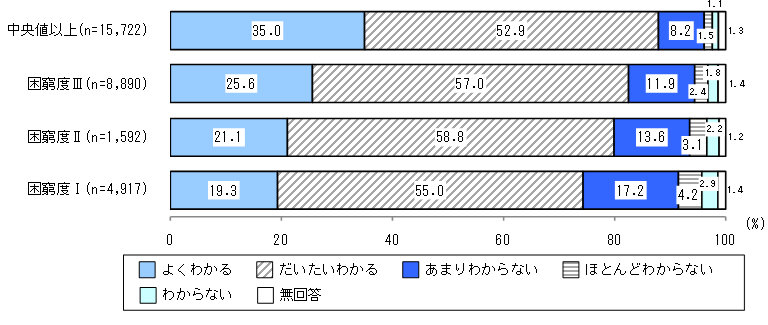 1.1
中央値以上(n=15,722) 35.0 52.9 8.2 1.5 1.3
困窮度Ⅲ(n=8,890) 25.6 57.0 11.9 2.4 1.8 1.4
困窮度Ⅱ(n=1,592) 21.1 58.8 13.6 3.1 2.2 1.2
困窮度Ⅰ(n=4,917) 19.3 55.0 17.2 4.2 2.9 1.4
0 20 40 60 80 100 (%)
よくわかる だいたいわかる あまりわからない ほとんどわからない
わからない 無回答